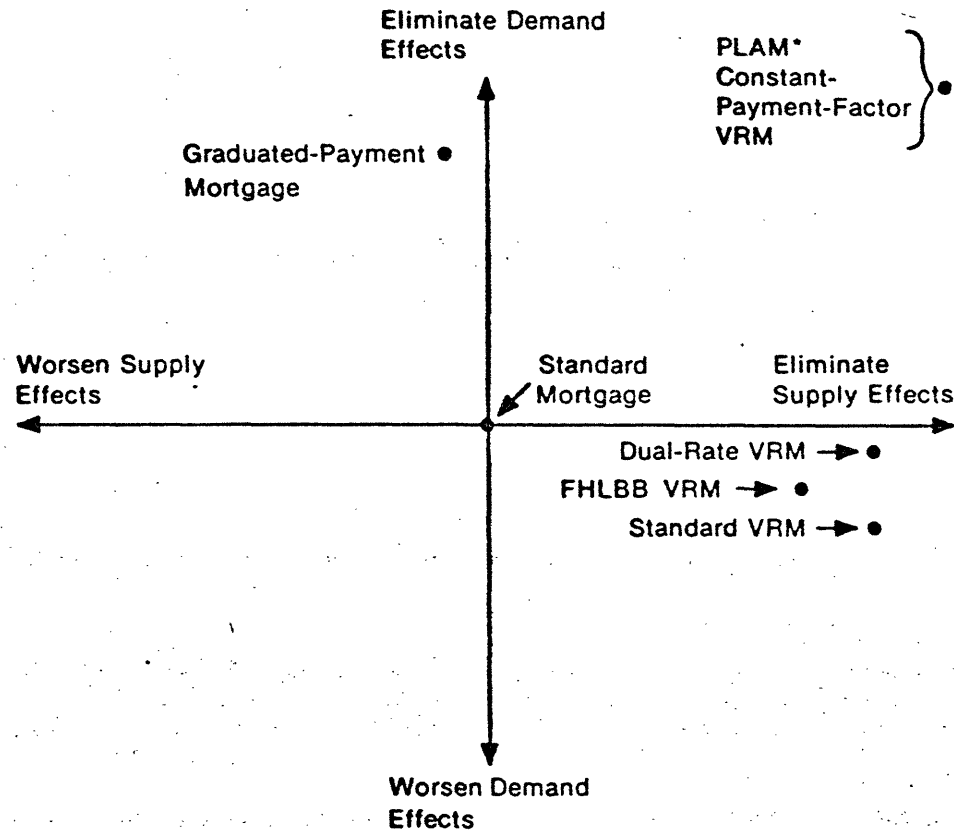 Eliminate Demand
Effects
PLAM*
Constant-
Payment-Factor
VRM
Graduated-Payment
Mortgage
Worsen Supply
Effects
Standard
Mortgage
Eliminate
Supply Effects
Dual-Rate VRM
FHLBB VRM
Standard VRM
Worsen Demand
Effects